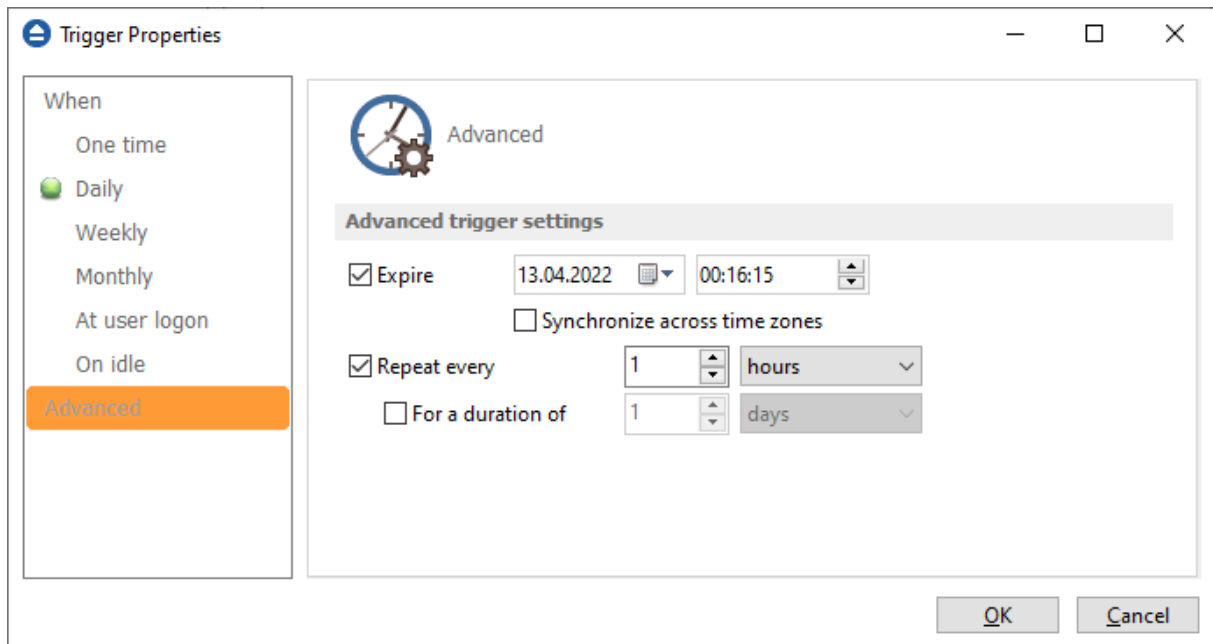 Trigger Properties
When
One time
Daily
Weekly
Monthly
At user logon
On idle
Advanced
Advanced
Advanced trigger settings
Expire 13.04.2022 00:16:15
Synchronize across time zones
Repeat every 1 hours
For a duration of 1 days
OK Cancel